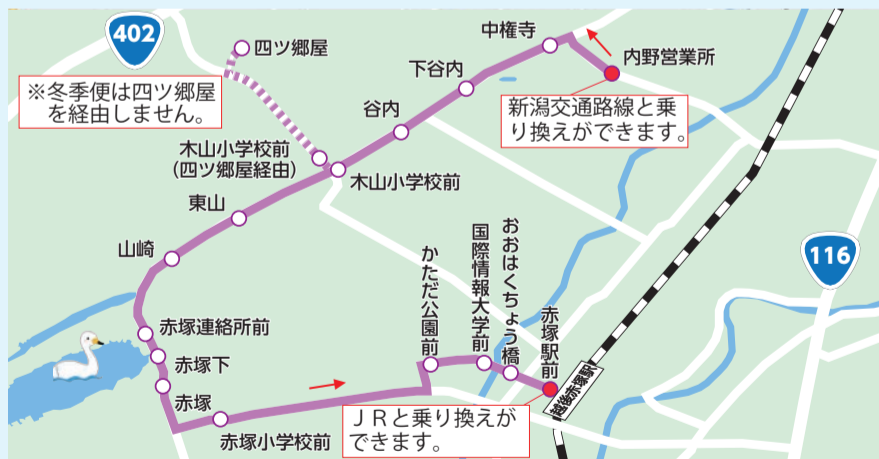 402
四ツ郷屋
※冬季便は四ツ郷屋
を経由しません。
中権寺
内野営業所
下谷内
新潟交通路線と乗
り換えができます。
谷内
木山小学校前
(四ツ郷屋経由)
木山小学校前
東山
山崎
116
かただ公園前
国際情報大学前
おおはくちょう橋
赤塚駅前
越後赤塚駅
赤塚連絡所前
赤塚下
赤塚
赤塚小学校前
JRと乗り換えが
できます。